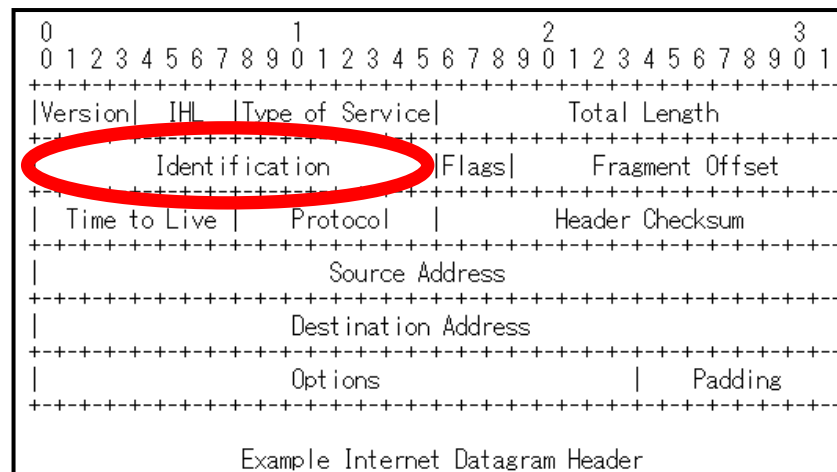 0 1 2 3
0 1 2 3 4 5 6 7 8 9 0 1 2 3 4 5 6 7 8 9 0 1 2 3 4 5 6 7 8 9 0 1
+-+-+-+-+-+-+-+-+-+-+-+-+-+-+-+-+-+-+-+-+-+-+-+-+-+-+-+-+-+-+-+-
|Version| IHL |Type of Service| Total Length
+-+-+-+-+-+-+-+-+-+-+-+-+-+-+-+-+-+-+-+-+-+-+-+-+-+-+-+-+-+-+-+-
Identification |Flags| Fragment Offset
+-+-+-+-+-+-+-+-+-+-+-+-+-+-+-+-+-+-+-+-+-+-+-+-+-+-+-+-+-+-+-+-
| Time to Live | Protocol | Header Checksum
+-+-+-+-+-+-+-+-+-+-+-+-+-+-+-+-+-+-+-+-+-+-+-+-+-+-+-+-+-+-+-+-
| Source Address
+-+-+-+-+-+-+-+-+-+-+-+-+-+-+-+-+-+-+-+-+-+-+-+-+-+-+-+-+-+-+-+-
| Destination Address
+-+-+-+-+-+-+-+-+-+-+-+-+-+-+-+-+-+-+-+-+-+-+-+-+-+-+-+-+-+-+-+-
| Options | Padding
+-+-+-+-+-+-+-+-+-+-+-+-+-+-+-+-+-+-+-+-+-+-+-+-+-+-+-+-+-+-+-+-
Example Internet Datagram Header